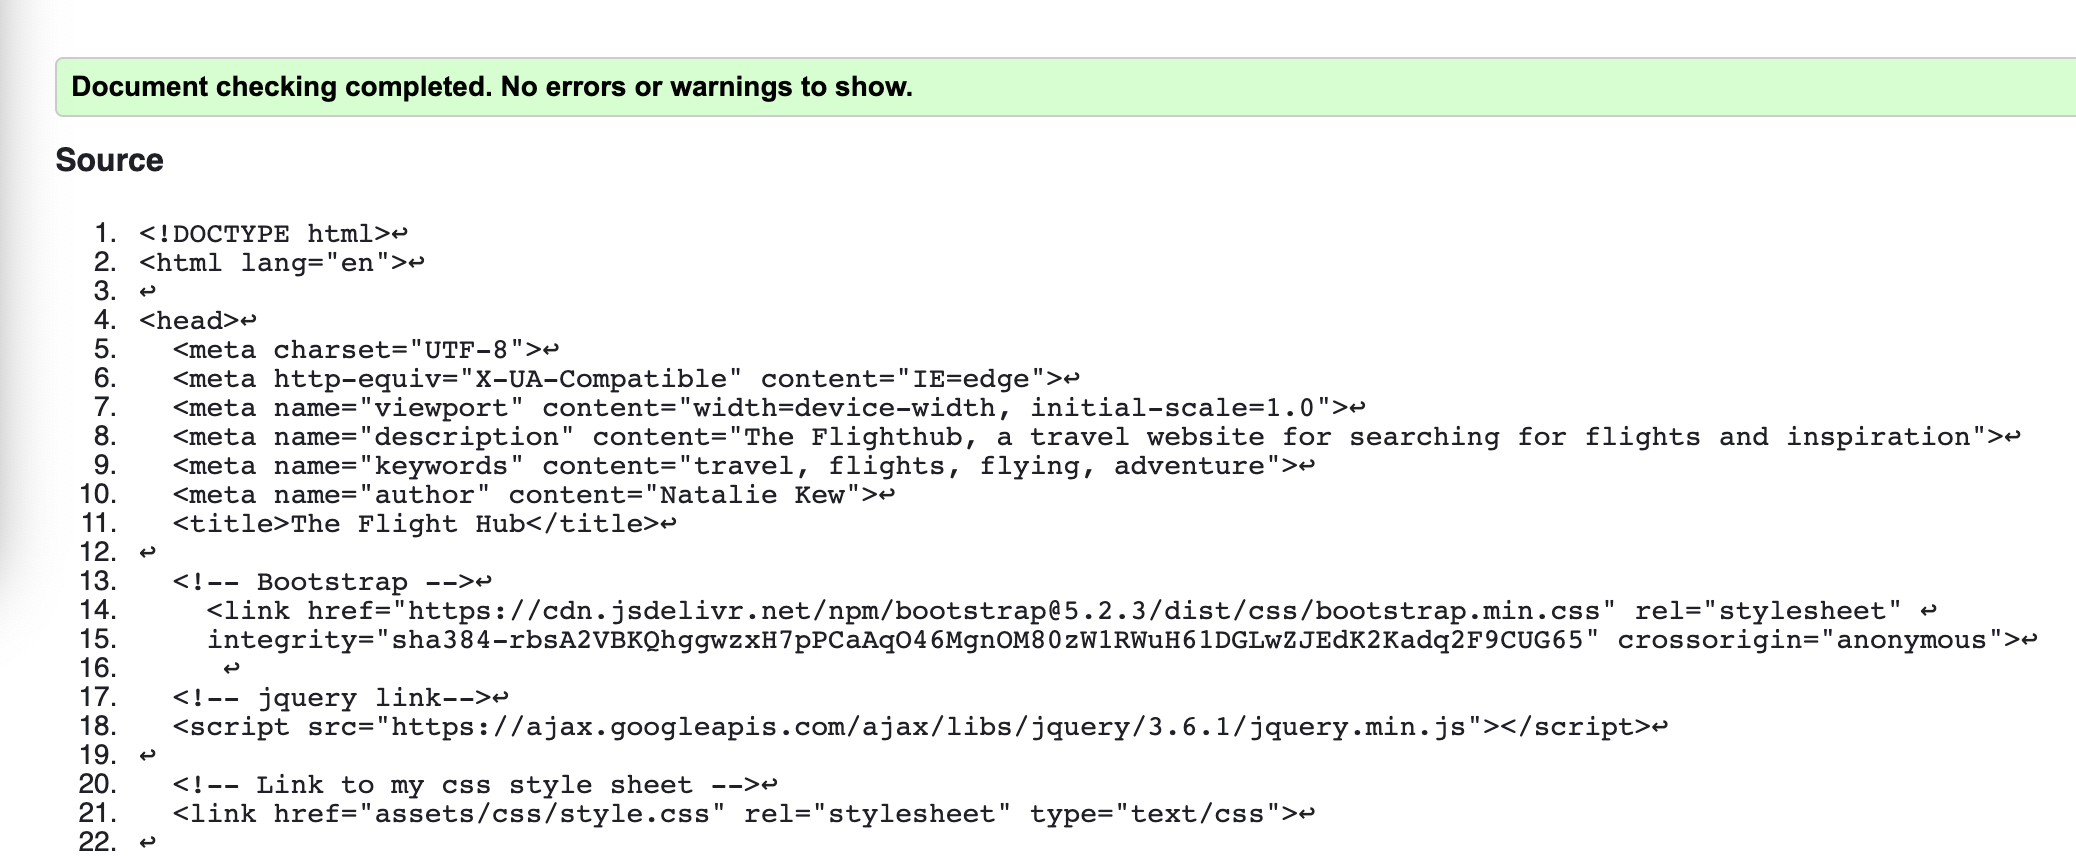 Document checking completed. No errors or warnings to show.
Source
1. <!DOCTYPE html>↩
2. <html lang="en">↩
3. ↩
4. <head>↩
5.   <meta charset="UTF-8">↩
6.   <meta http-equiv="X-UA-Compatible" content="IE=edge">↩
7.   <meta name="viewport" content="width=device-width, initial-scale=1.0">↩
8.   <meta name="description" content="The Flighthub, a travel website for searching for flights and inspiration">↩
9.   <meta name="keywords" content="travel, flights, flying, adventure">↩
10.   <meta name="author" content="Natalie Kew">↩
11.   <title>The Flight Hub</title>↩
12. ↩
13.   <!-- Bootstrap -->↩
14.     <link href="https://cdn.jsdelivr.net/npm/bootstrap@5.2.3/dist/css/bootstrap.min.css" rel="stylesheet" ↩
15.     integrity="sha384-rbsA2VBKQhggwzxH7pPCaAqO46MgnOM80zW1RWuH61DGLwZJEdK2Kadq2F9CUG65" crossorigin="anonymous">↩
16.      ↩
17.   <!-- jquery link-->↩
18.   <script src="https://ajax.googleapis.com/ajax/libs/jquery/3.6.1/jquery.min.js"></script>↩
19. ↩
20.   <!-- Link to my css style sheet -->↩
21.   <link href="assets/css/style.css" rel="stylesheet" type="text/css">↩
22. ↩